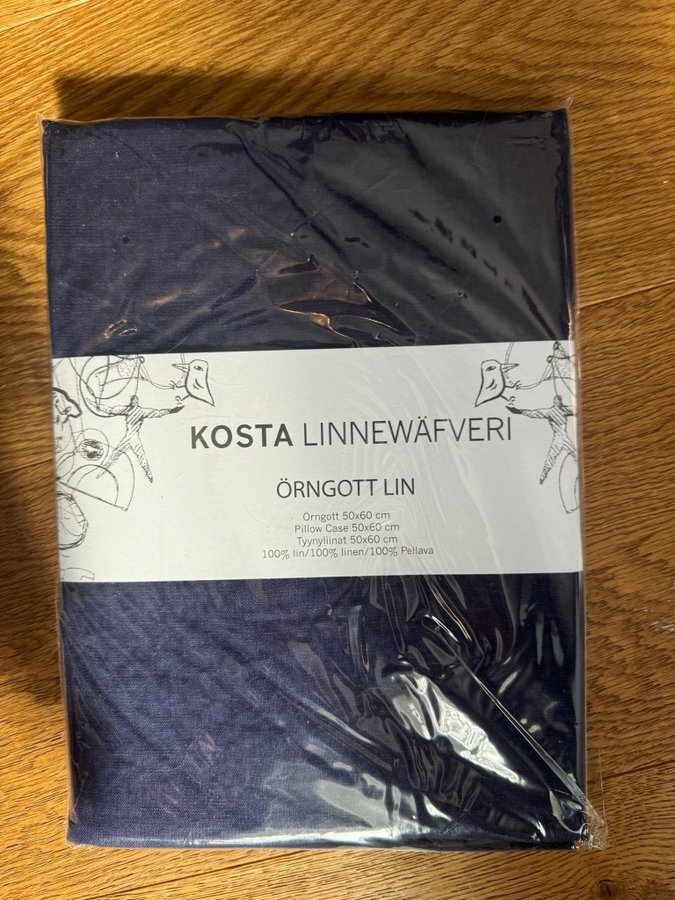 KOSTA LINNEWÄFVERI
ÖRNGOTT LIN
Örngott 50x60 cm
Pillow Case 50x60 cm
Tyynyliinat 50x60 cm
100% lin/100% linen/100% Pellava